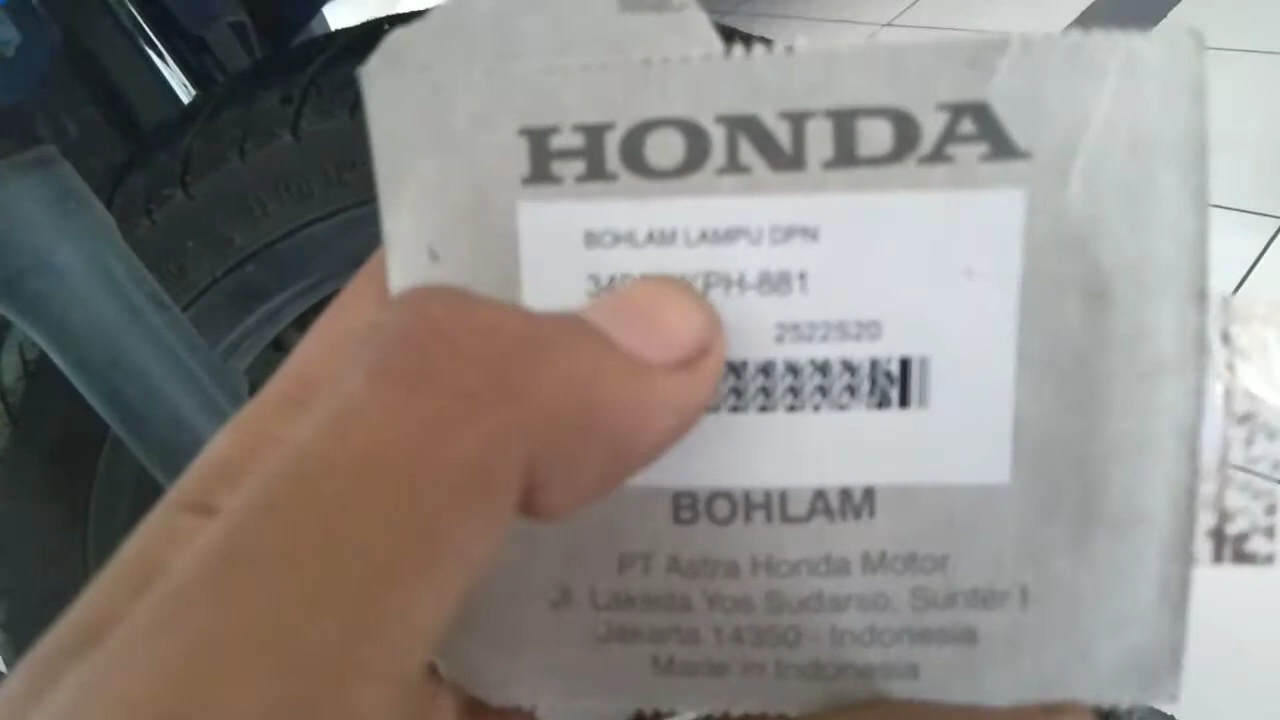 HONDA
BOHLAM LAMPU DPN
KPH-881
2522S20
BOHLAM
PT Astra Honda Motor
Jl. Laksda Yos Sudarso, Sunter I
Jakarta 14350 - Indonesia
Made in Indonesia